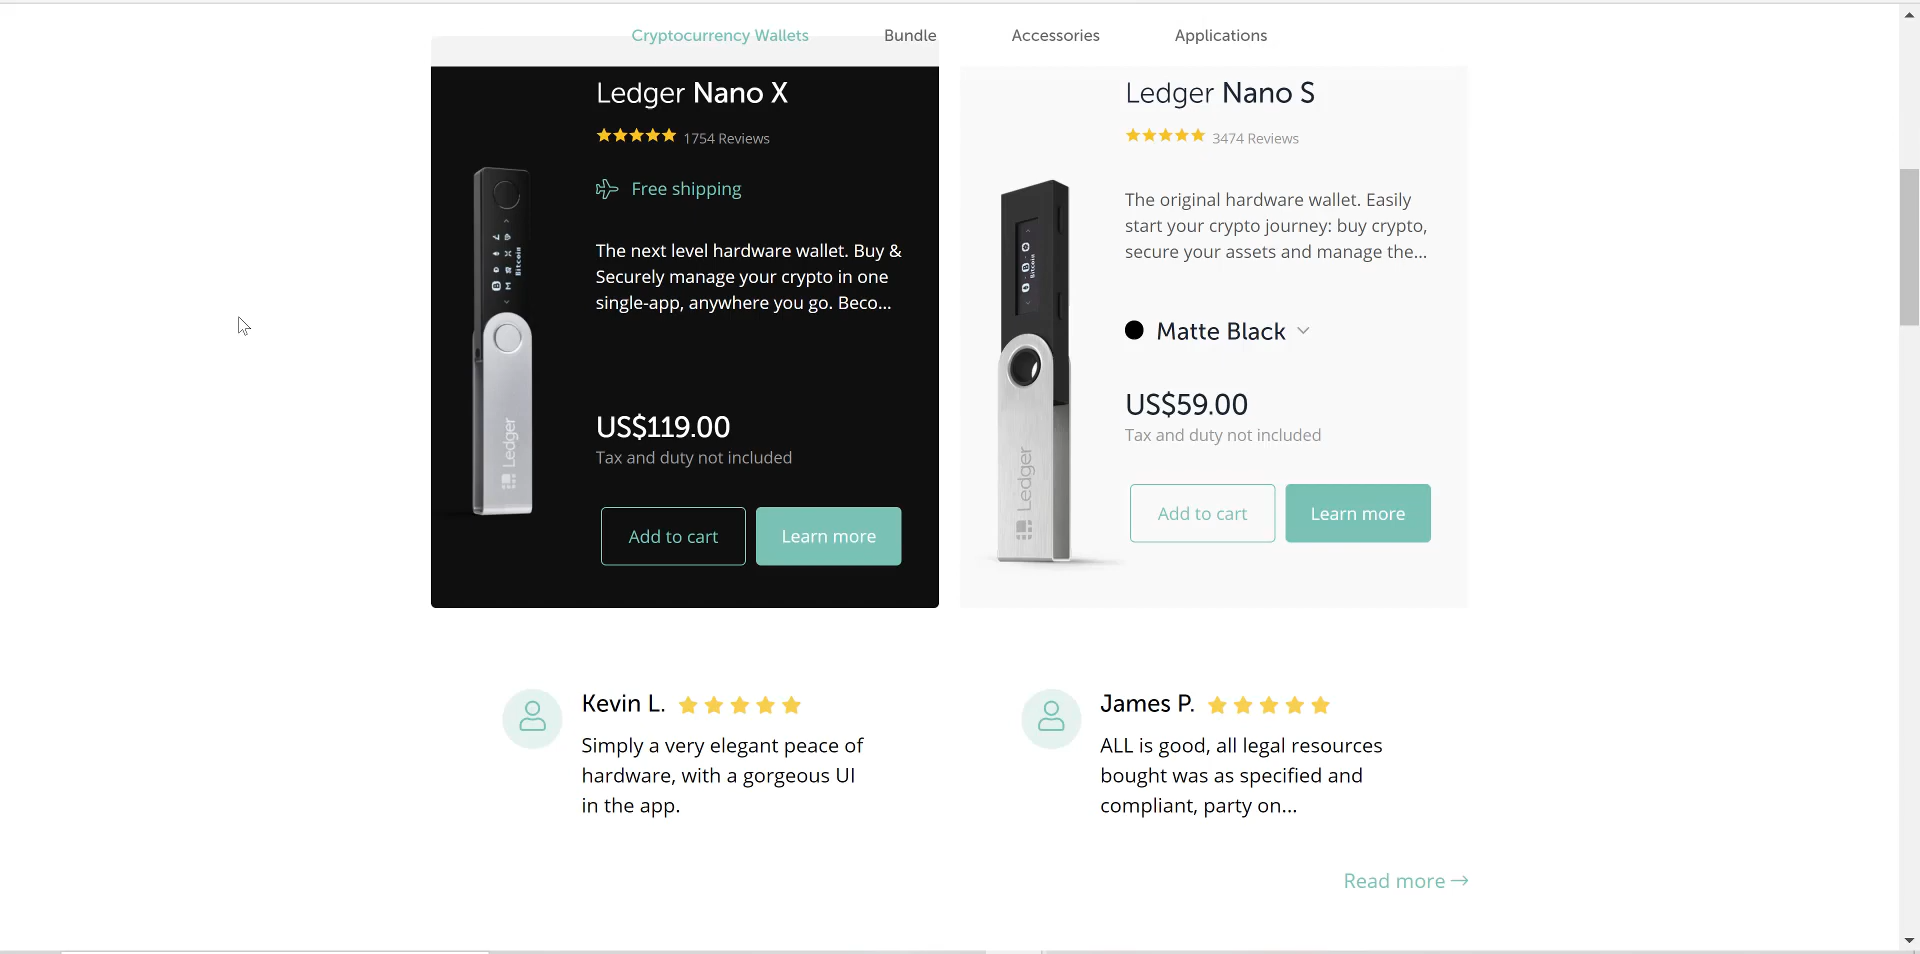 Cryptocurrency Wallets
Bundle
Accessories
Applications
Ledger Nano X
1754 Reviews
Free shipping
The next level hardware wallet. Buy &
Securely manage your crypto in one
single-app, anywhere you go. Beco...
US$119.00
Tax and duty not included
Add to cart
Learn more
Bitcoin
Ledger
Ledger Nano S
3474 Reviews
The original hardware wallet. Easily
start your crypto journey: buy crypto,
secure your assets and manage the...
Matte Black
US$59.00
Tax and duty not included
Add to cart
Learn more
Bitcoin
Ledger
Kevin L.
Simply a very elegant peace of
hardware, with a gorgeous UI
in the app.
James P.
ALL is good, all legal resources
bought was as specified and
compliant, party on...
Read more